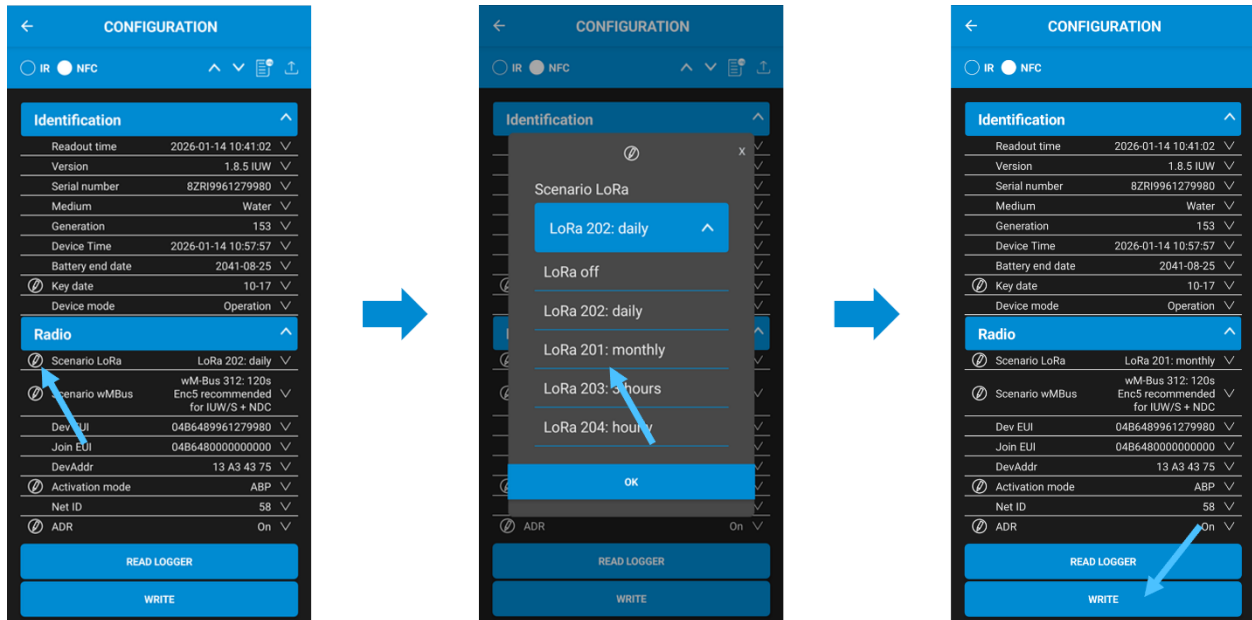 CONFIGURATION
IR NFC
Identification
Readout time 2026-01-14 10:41:02
Version 1.8.5 IUW
Serial number 8ZRI9961279980
Medium Water
Generation 153
Device Time 2026-01-14 10:57:57
Battery end date 2041-08-25
Key date 10-17
Device mode Operation
Radio
Scenario LoRa LoRa 202: daily
wM-Bus 312: 120s
Scenario wMBus Enc5 recommended
for IUW/S + NDC
Dev EUI 04B6489961279980
Join EUI 04B6480000000000
DevAddr 13 A3 43 75
Activation mode ABP
Net ID 58
ADR On
READ LOGGER
WRITE
CONFIGURATION
IR NFC
Identification
x
Scenario LoRa
LoRa 202: daily
LoRa off
LoRa 202: daily
LoRa 201: monthly
LoRa 203: 3 hours
LoRa 204: hourly
OK
ADR On
READ LOGGER
WRITE
CONFIGURATION
IR NFC
Identification
Readout time 2026-01-14 10:41:02
Version 1.8.5 IUW
Serial number 8ZRI9961279980
Medium Water
Generation 153
Device Time 2026-01-14 10:57:57
Battery end date 2041-08-25
Key date 10-17
Device mode Operation
Radio
Scenario LoRa LoRa 201: monthly
wM-Bus 312: 120s
Scenario wMBus Enc5 recommended
for IUW/S + NDC
Dev EUI 04B6489961279980
Join EUI 04B6480000000000
DevAddr 13 A3 43 75
Activation mode ABP
Net ID 58
ADR On
READ LOGGER
WRITE